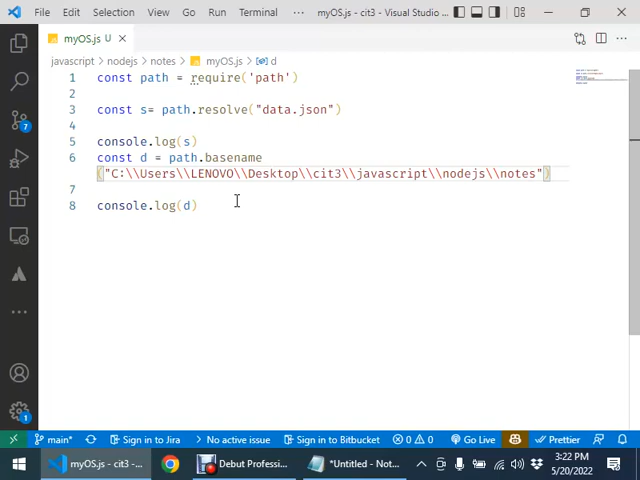 File Edit Selection View Go Run Terminal ··· myOS.js - cit3 - Visual Studio ...
myOS.js U
javascript > nodejs > notes > myOS.js > d
1 const path = require('path')
2
3 const s= path.resolve("data.json")
4
5 console.log(s)
6 const d = path.basename
("C:\\Users\\LENOVO\\Desktop\\cit3\\javascript\\nodejs\\notes")
7
8 console.log(d)
7
1
main* Sign in to Jira No active issue Sign in to Bitbucket 0 0 Go Live Prettier
myOS.js - cit3 - ... Debut Professi... *Untitled - Not... 3:22 PM
5/20/2022